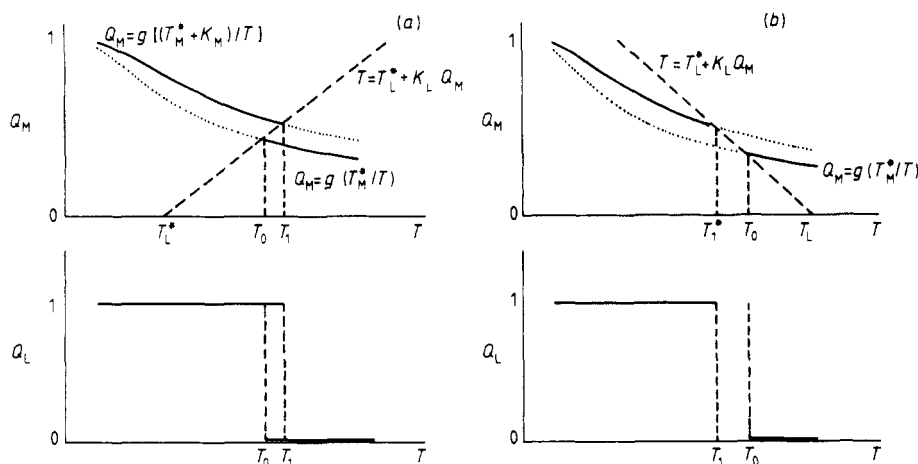 (a)
1
Q_M=g [(T_M^*+K_M)/T]
T=T_L^*+K_L Q_M
Q_M
Q_M=g (T_M^*/T)
0
T_L^* T_0 T_1 T
1
Q_L
0
T_0 T_1 T
(b)
1
T=T_L^*+K_L Q_M
Q_M
Q_M=g (T_M^*/T)
0
T_1^* T_0 T_L T
1
Q_L
0
T_1 T_0 T